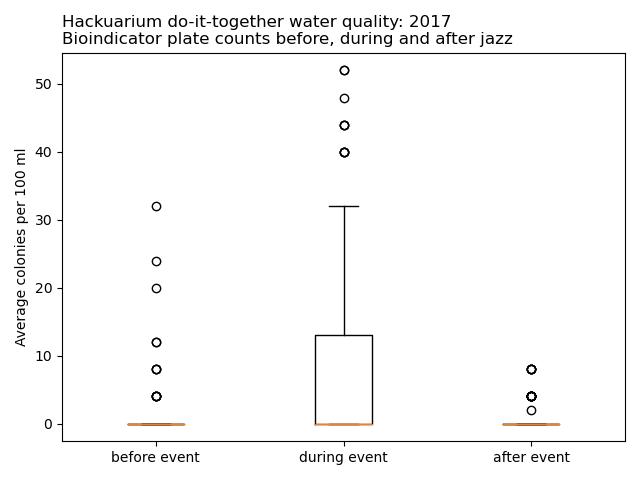 Hackuarium do-it-together water quality: 2017
Bioindicator plate counts before, during and after jazz
Average colonies per 100 ml
50
40
30
20
10
0
before event during event after event